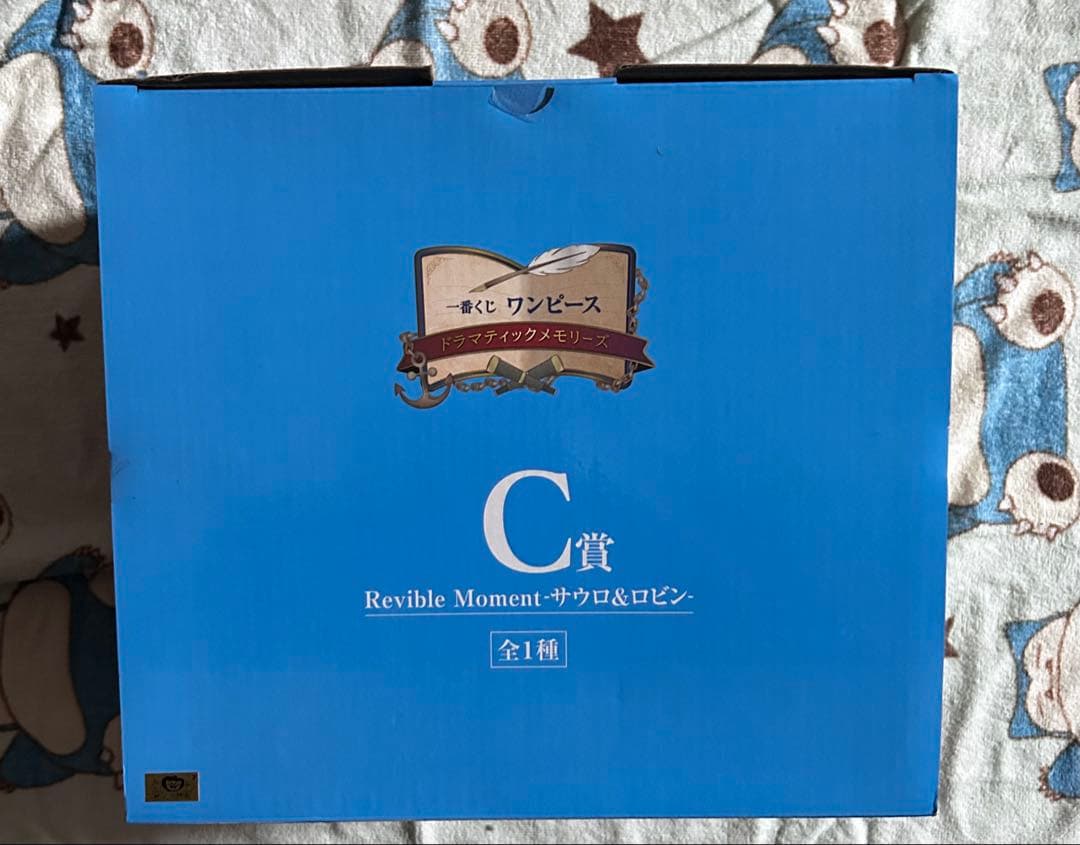 一番くじ ワンピース
ドラマティックメモリーズ
C賞
Revible Moment-サウロ&ロビン-
全1種